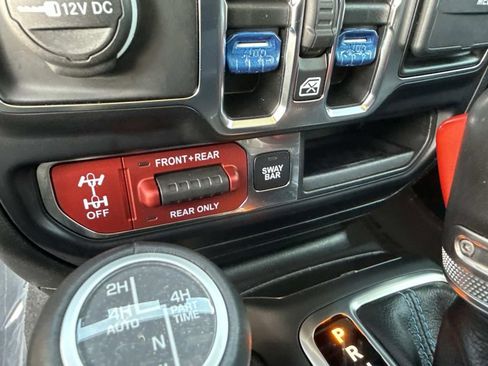 12V DC
AUTO
AUTO
FRONT+REAR
OFF
REAR ONLY
SWAY
BAR
2H
4H
AUTO
4H
PART
TIME
N
P
R